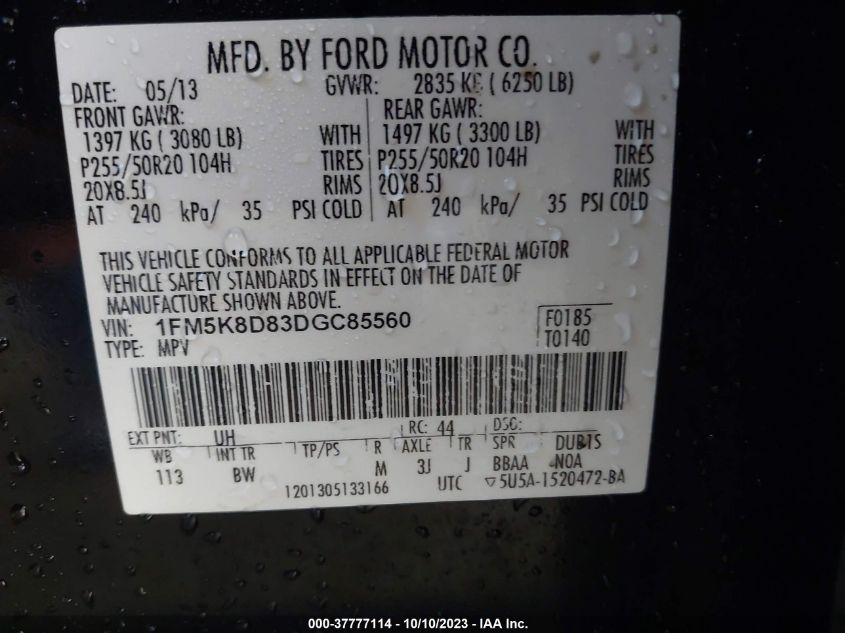 MFD. BY FORD MOTOR CO.
DATE: 05/13 GVWR: 2835 KG ( 6250 LB)
FRONT GAWR: REAR GAWR:
1397 KG ( 3080 LB) WITH 1497 KG ( 3300 LB) WITH
P255/50R20 104H TIRES P255/50R20 104H TIRES
20X8.5J RIMS 20X8.5J RIMS
AT 240 kPa/ 35 PSI COLD AT 240 kPa/ 35 PSI COLD
THIS VEHICLE CONFORMS TO ALL APPLICABLE FEDERAL MOTOR
VEHICLE SAFETY STANDARDS IN EFFECT ON THE DATE OF
MANUFACTURE SHOWN ABOVE.
VIN: 1FM5K8D83DGC85560 F0185
TYPE: MPV T0140
EXT PNT: UH RC: 44 DSO:
WB INT TR TP/PS R AXLE TR SPR DUB1S
113 BW M 3J J BBAA NOA
1201305133166 UTC ▽5U5A-1520472-BA
000-37777114 - 10/10/2023 - IAA Inc.